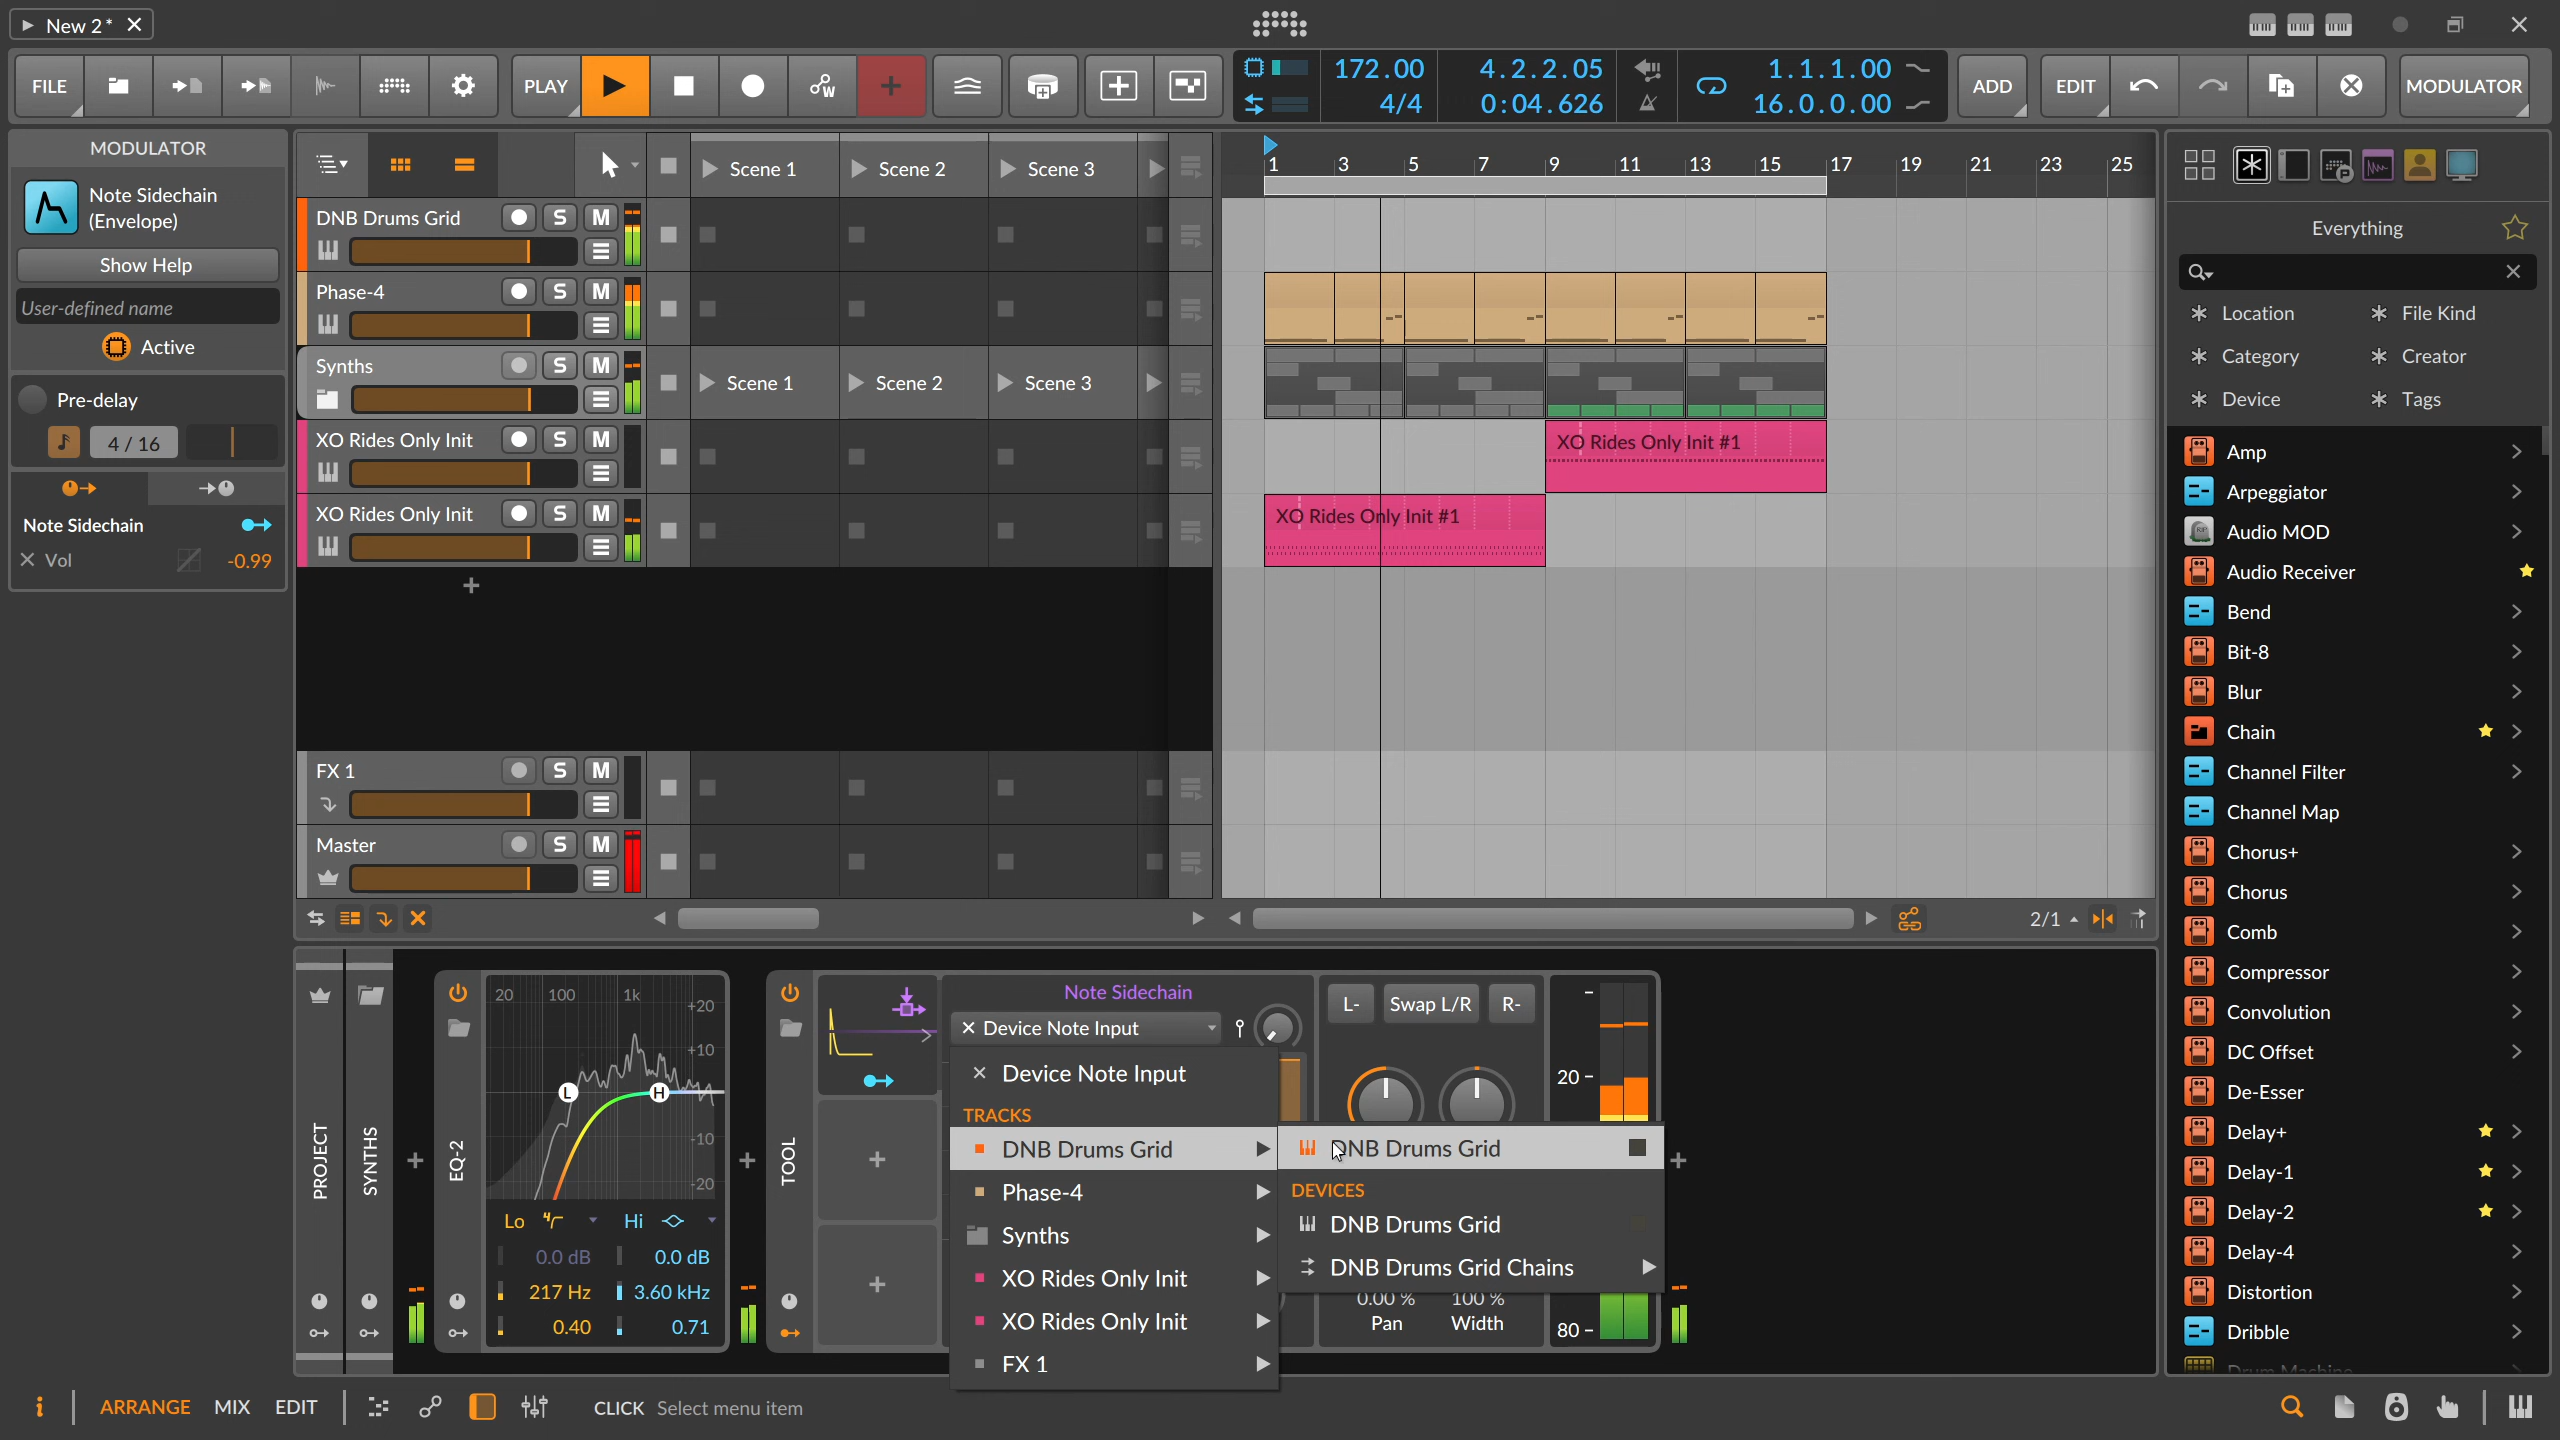 New 2*
FILE
PLAY
172.00
4/4
4.2.2.05
0:04.626
1.1.1.00
16.0.0.00
ADD
EDIT
MODULATOR
MODULATOR
Note Sidechain
(Envelope)
Show Help
User-defined name
Active
Pre-delay
4 / 16
Note Sidechain
Vol
-0.99
Scene 1
Scene 2
Scene 3
DNB Drums Grid
S M
Phase-4
S M
Synths
S M
Scene 1
Scene 2
Scene 3
XO Rides Only Init
S M
XO Rides Only Init
S M
FX 1
S M
Master
S M
1 3 5 7 9 11 13 15 17 19 21 23 25
XO Rides Only Init #1
XO Rides Only Init #1
2/1
Everything
Location
File Kind
Category
Creator
Device
Tags
Amp
Arpeggiator
Audio MOD
Audio Receiver
Bend
Bit-8
Blur
Chain
Channel Filter
Channel Map
Chorus+
Chorus
Comb
Compressor
Convolution
DC Offset
De-Esser
Delay+
Delay-1
Delay-2
Delay-4
Distortion
Dribble
Drum Machine
PROJECT
SYNTHS
EQ-2
20 100 1k
+20
+10
-10
-20
L
H
Lo
Hi
0.0 dB
0.0 dB
217 Hz
3.60 kHz
0.40
0.71
TOOL
Note Sidechain
Device Note Input
Device Note Input
TRACKS
DNB Drums Grid
Phase-4
Synths
XO Rides Only Init
XO Rides Only Init
FX 1
DNB Drums Grid
DEVICES
DNB Drums Grid
DNB Drums Grid Chains
L-
Swap L/R
R-
0.00 %
100 %
Pan
Width
20
80
i
ARRANGE
MIX
EDIT
CLICK Select menu item